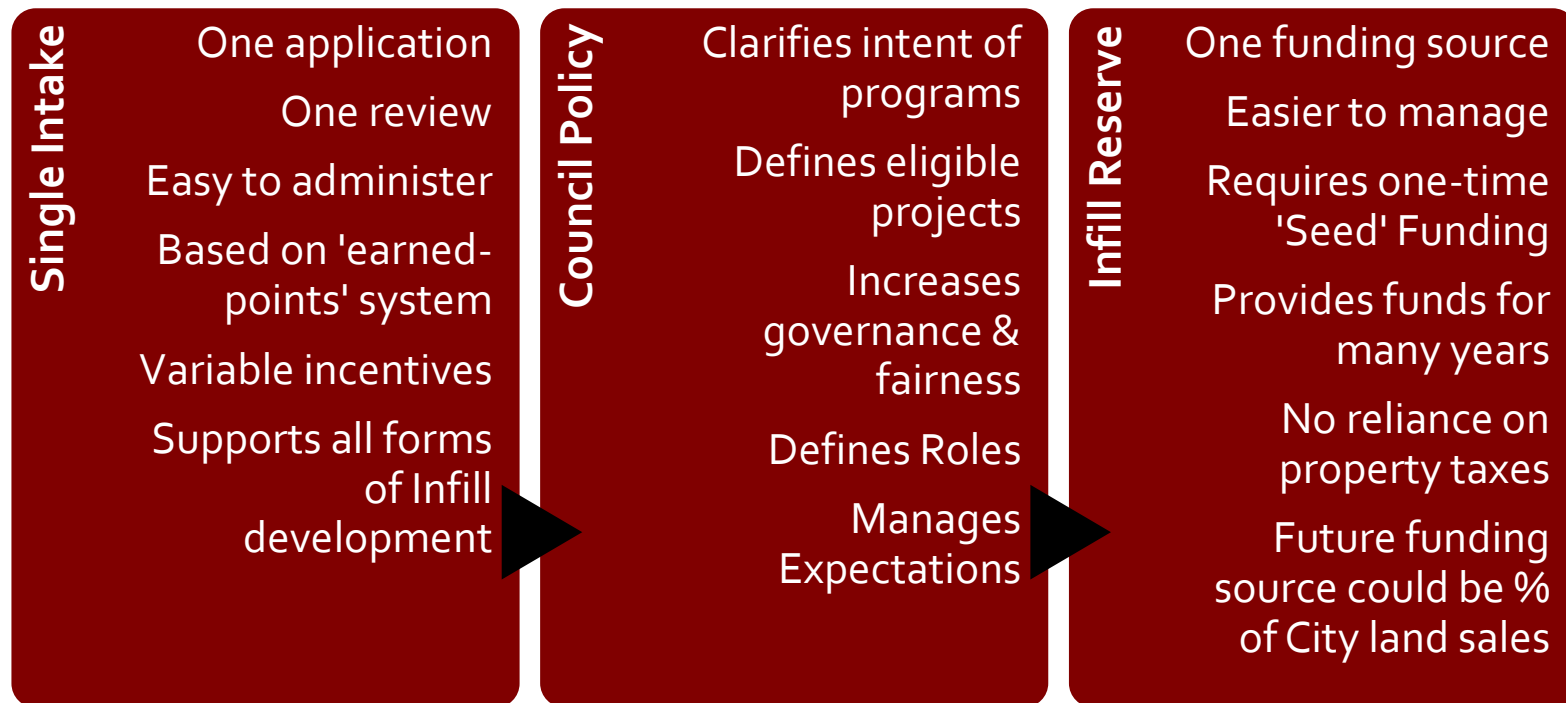 Single Intake
One application
One review
Easy to administer
Based on 'earned-
points' system
Variable incentives
Supports all forms
of Infill
development
Council Policy
Clarifies intent of
programs
Defines eligible
projects
Increases
governance &
fairness
Defines Roles
Manages
Expectations
Infill Reserve
One funding source
Easier to manage
Requires one-time
'Seed' Funding
Provides funds for
many years
No reliance on
property taxes
Future funding
source could be %
of City land sales